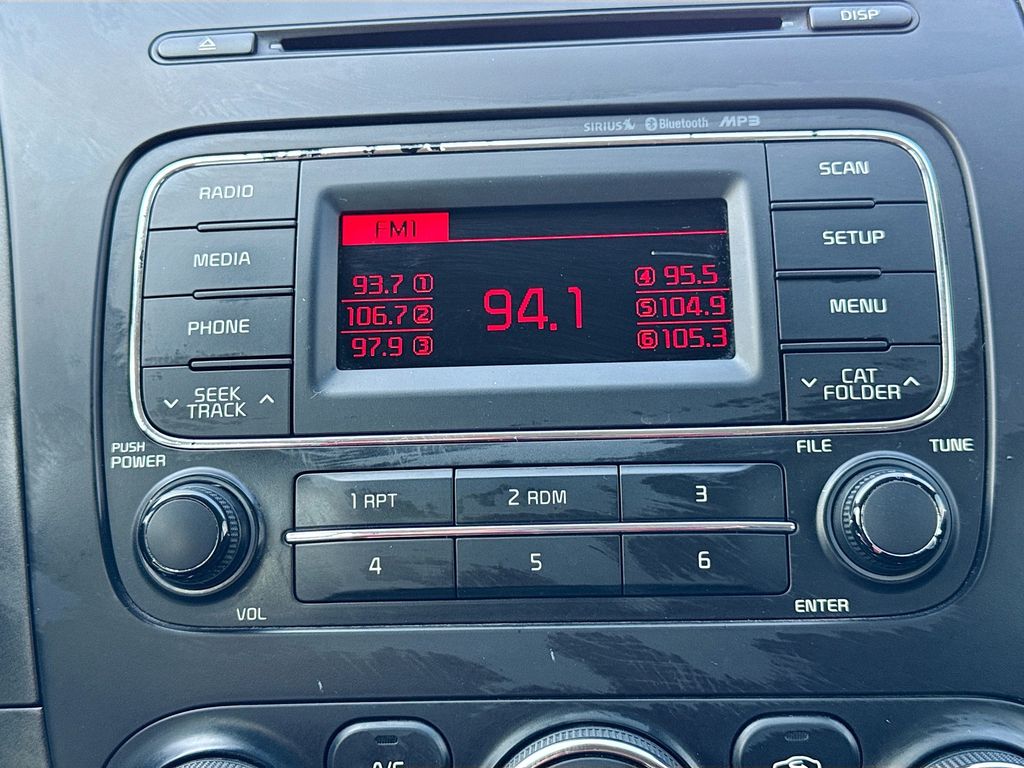 DISP
SIRIUS Bluetooth MP3
RADIO
MEDIA
PHONE
SEEK
TRACK
FM1
93.7 1
106.7 2
97.9 3
94.1
4 95.5
5 104.9
6 105.3
SCAN
SETUP
MENU
CAT
FOLDER
PUSH
POWER
VOL
1 RPT
2 RDM
3
4
5
6
FILE
TUNE
ENTER